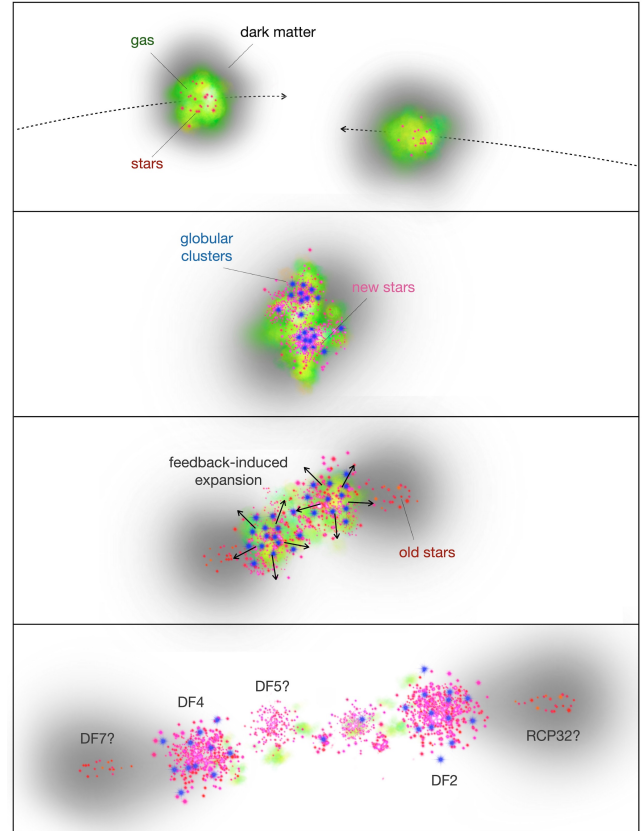 gas
dark matter
stars
globular
clusters
new stars
feedback-induced
expansion
old stars
DF5?
DF4
DF7?
RCP32?
DF2